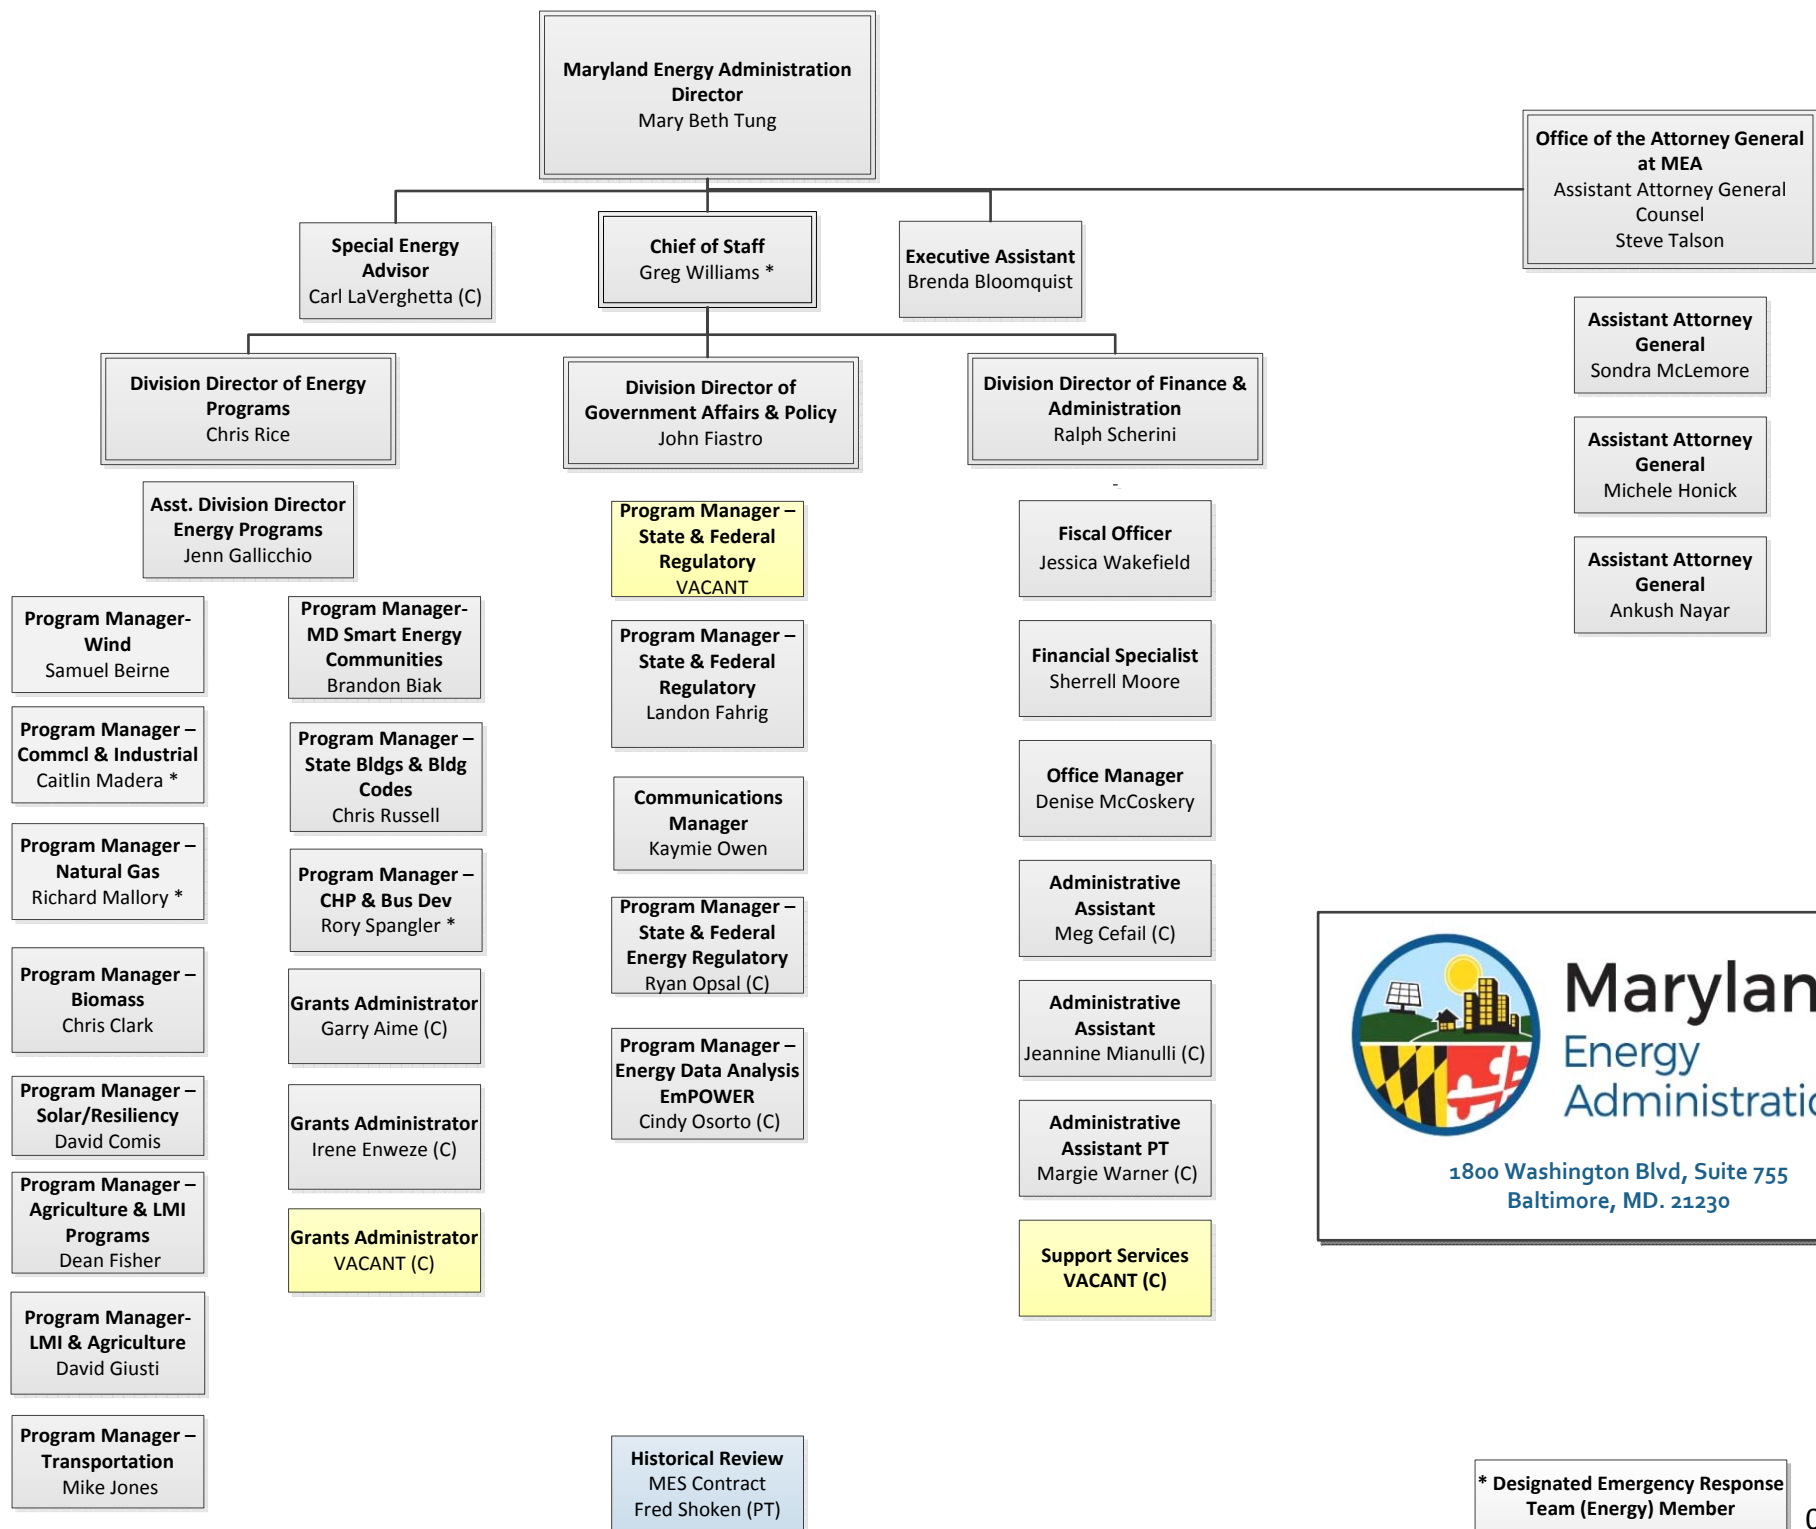 Maryland Energy Administration
Director
Mary Beth Tung
Office of the Attorney General
at MEA
Assistant Attorney General
Counsel
Steve Talson
Special Energy
Advisor
Carl LaVerghetta (C)
Chief of Staff
Greg Williams *
Executive Assistant
Brenda Bloomquist
Assistant Attorney
General
Sondra McLemore
Assistant Attorney
General
Michele Honick
Assistant Attorney
General
Ankush Nayar
Division Director of Energy
Programs
Chris Rice
Division Director of
Government Affairs & Policy
John Fiastro
Division Director of Finance &
Administration
Ralph Scherini
-
Asst. Division Director
Energy Programs
Jenn Gallicchio
Program Manager-
Wind
Samuel Beirne
Program Manager –
Commcl & Industrial
Caitlin Madera *
Program Manager –
Natural Gas
Richard Mallory *
Program Manager –
Biomass
Chris Clark
Program Manager –
Solar/Resiliency
David Comis
Program Manager –
Agriculture & LMI
Programs
Dean Fisher
Program Manager-
LMI & Agriculture
David Giusti
Program Manager –
Transportation
Mike Jones
Program Manager-
MD Smart Energy
Communities
Brandon Biak
Program Manager –
State Bldgs & Bldg
Codes
Chris Russell
Program Manager –
CHP & Bus Dev
Rory Spangler *
Grants Administrator
Garry Aime (C)
Grants Administrator
Irene Enweze (C)
Grants Administrator
VACANT (C)
Program Manager –
State & Federal
Regulatory
VACANT
Program Manager –
State & Federal
Regulatory
Landon Fahrig
Communications
Manager
Kaymie Owen
Program Manager –
State & Federal
Energy Regulatory
Ryan Opsal (C)
Program Manager –
Energy Data Analysis
EmPOWER
Cindy Osorto (C)
Historical Review
MES Contract
Fred Shoken (PT)
Fiscal Officer
Jessica Wakefield
Financial Specialist
Sherrell Moore
Office Manager
Denise McCoskery
Administrative
Assistant
Meg Cefail (C)
Administrative
Assistant
Jeannine Mianulli (C)
Administrative
Assistant PT
Margie Warner (C)
Support Services
VACANT (C)
Marylan
Energy
Administratio
1800 Washington Blvd, Suite 755
Baltimore, MD. 21230
* Designated Emergency Response
Team (Energy) Member